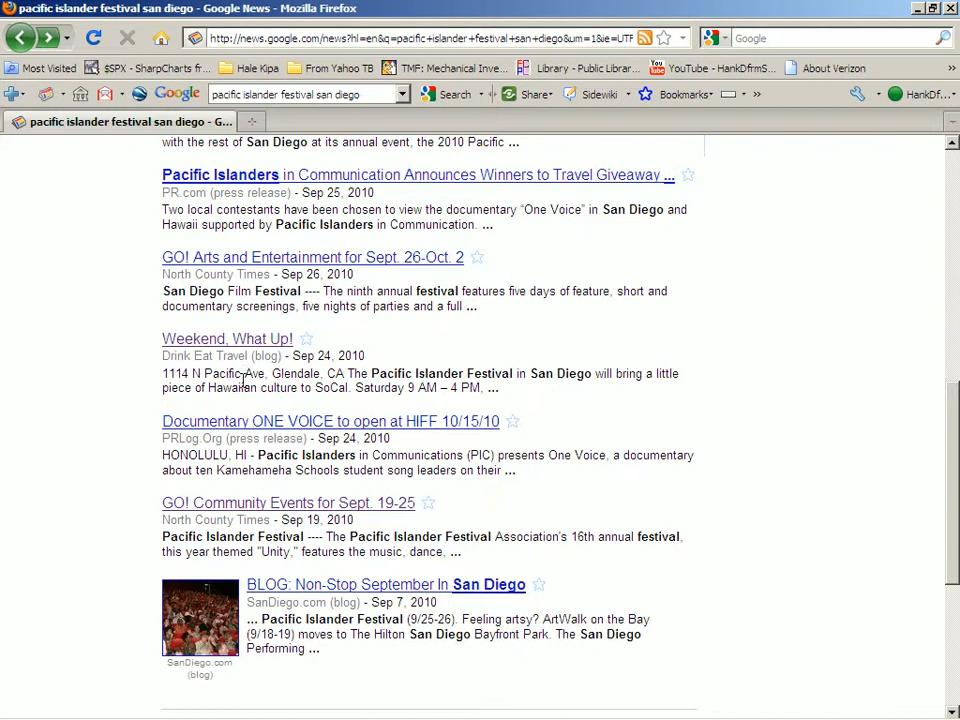 pacific islander festival san diego - Google News - Mozilla Firefox
http://news.google.com/news?hl=en&q=pacific+islander+festival+san+diego&um=1&ie=UTF
Google
Most Visited $SPX - SharpCharts fr... Hale Kipa From Yahoo TB TMF: Mechanical Inve... Library - Public Librar... YouTube - HankDfrmS... About Verizon »
Google pacific islander festival san diego Search Share Sidewiki Bookmarks » HankDf...
pacific islander festival san diego - G...
with the rest of San Diego at its annual event, the 2010 Pacific ...
Pacific Islanders in Communication Announces Winners to Travel Giveaway ...
PR.com (press release) - Sep 25, 2010
Two local contestants have been chosen to view the documentary “One Voice” in San Diego and
Hawaii supported by Pacific Islanders in Communication. ...
GO! Arts and Entertainment for Sept. 26-Oct. 2
North County Times - Sep 26, 2010
San Diego Film Festival ---- The ninth annual festival features five days of feature, short and
documentary screenings, five nights of parties and a full ...
Weekend, What Up!
Drink Eat Travel (blog) - Sep 24, 2010
1114 N Pacific Ave, Glendale, CA The Pacific Islander Festival in San Diego will bring a little
piece of Hawaiian culture to SoCal. Saturday 9 AM – 4 PM, ...
Documentary ONE VOICE to open at HIFF 10/15/10
PRLog.Org (press release) - Sep 24, 2010
HONOLULU, HI - Pacific Islanders in Communications (PIC) presents One Voice, a documentary
about ten Kamehameha Schools student song leaders on their ...
GO! Community Events for Sept. 19-25
North County Times - Sep 19, 2010
Pacific Islander Festival ---- The Pacific Islander Festival Association's 16th annual festival,
this year themed "Unity," features the music, dance, ...
BLOG: Non-Stop September In San Diego
SanDiego.com (blog) - Sep 7, 2010
... Pacific Islander Festival (9/25-26). Feeling artsy? ArtWalk on the Bay
(9/18-19) moves to The Hilton San Diego Bayfront Park. The San Diego
Performing ...
SanDiego.com
(blog)